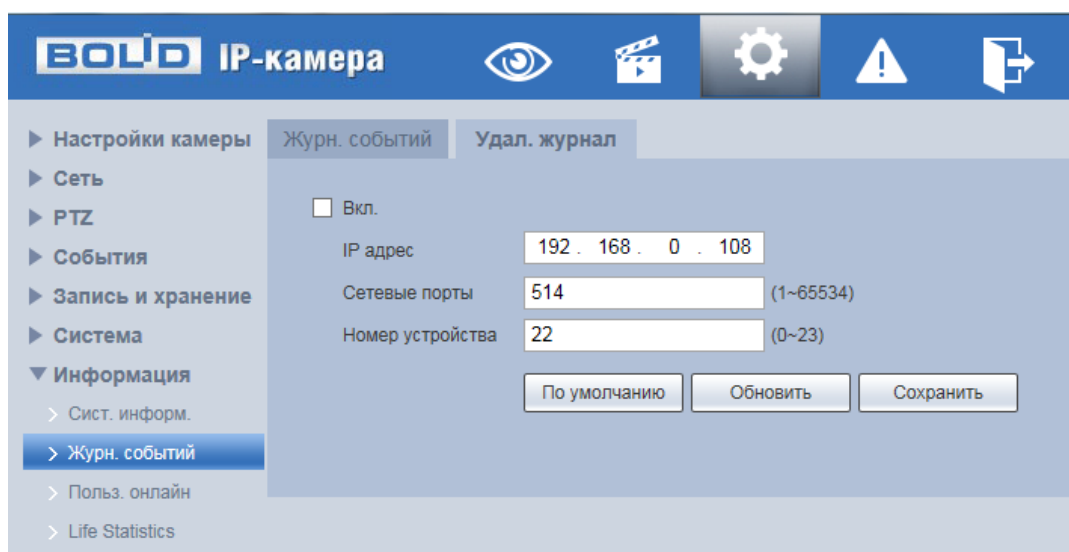 BOLID IP-камера
Настройки камеры
Сеть
PTZ
События
Запись и хранение
Система
Информация
Сист. информ.
Журн. событий
Польз. онлайн
Life Statistics
Журн. событий Удал. журнал
Вкл.
IP адрес 192 . 168 . 0 . 108
Сетевые порты 514 (1~65534)
Номер устройства 22 (0~23)
По умолчанию Обновить Сохранить